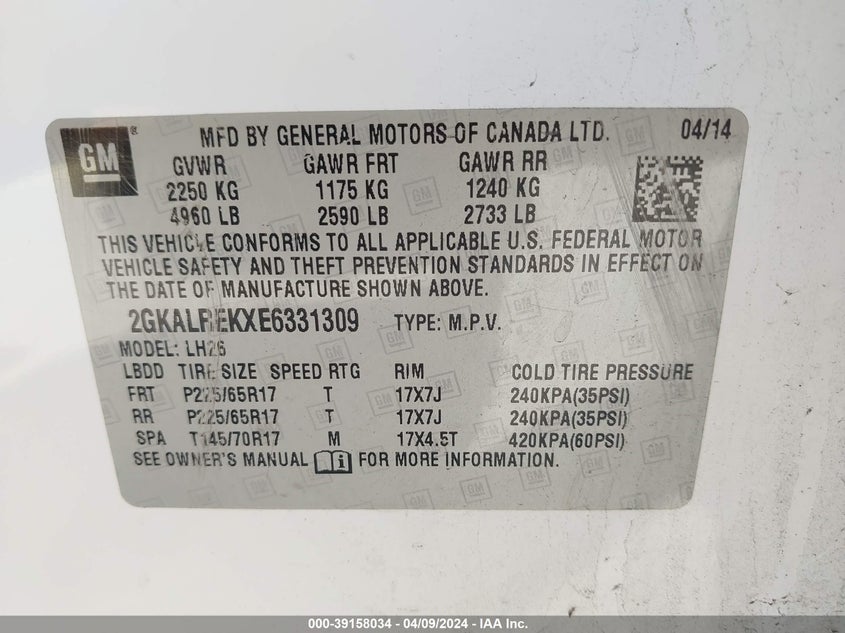 GM
MFD BY GENERAL MOTORS OF CANADA LTD. 04/14
GVWR GAWR FRT GAWR RR
2250 KG 1175 KG 1240 KG
4960 LB 2590 LB 2733 LB
THIS VEHICLE CONFORMS TO ALL APPLICABLE U.S. FEDERAL MOTOR
VEHICLE SAFETY AND THEFT PREVENTION STANDARDS IN EFFECT ON
THE DATE OF MANUFACTURE SHOWN ABOVE.
2GKALREKXE6331309 TYPE: M.P.V.
MODEL: LH26
LBDD TIRE SIZE SPEED RTG RIM COLD TIRE PRESSURE
FRT P225/65R17 T 17X7J 240KPA(35PSI)
RR P225/65R17 T 17X7J 240KPA(35PSI)
SPA T145/70R17 M 17X4.5T 420KPA(60PSI)
SEE OWNER'S MANUAL FOR MORE INFORMATION.
000-39158034 - 04/09/2024 - IAA Inc.